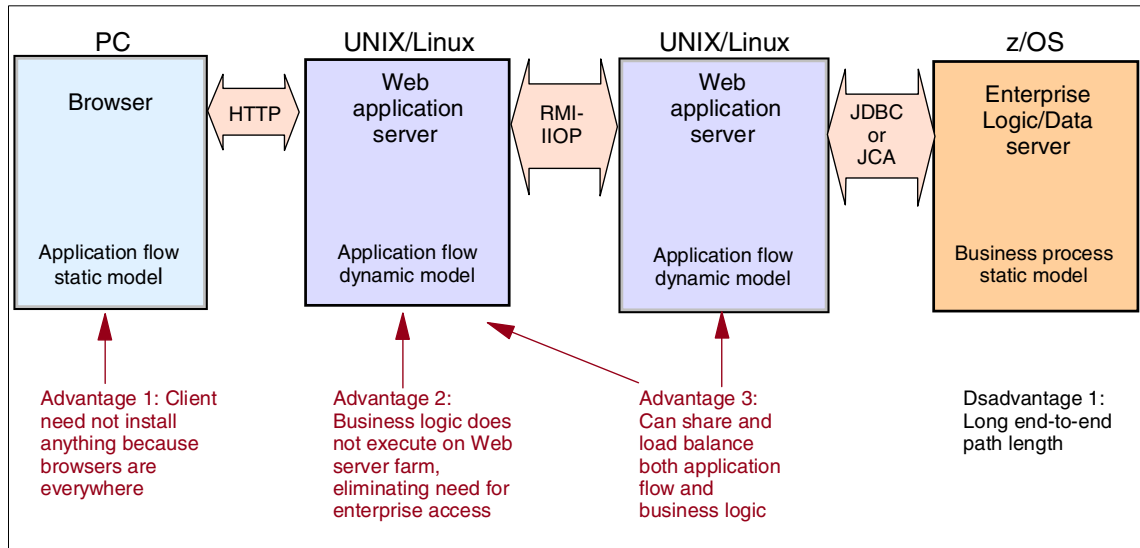 PC
UNIX/Linux
UNIX/Linux
z/OS
Browser
Web
application
server
Web
application
server
Enterprise
Logic/Data
server
HTTP
RMI-
IIOP
JDBC
or
JCA
Application flow
static model
Application flow
dynamic model
Application flow
dynamic model
Business process
static model
Advantage 1: Client
need not install
anything because
browsers are
everywhere
Advantage 2:
Business logic does
not execute on Web
server farm,
eliminating need for
enterprise access
Advantage 3:
Can share and
load balance
both application
flow and
business logic
Dsadvantage 1:
Long end-to-end
path length